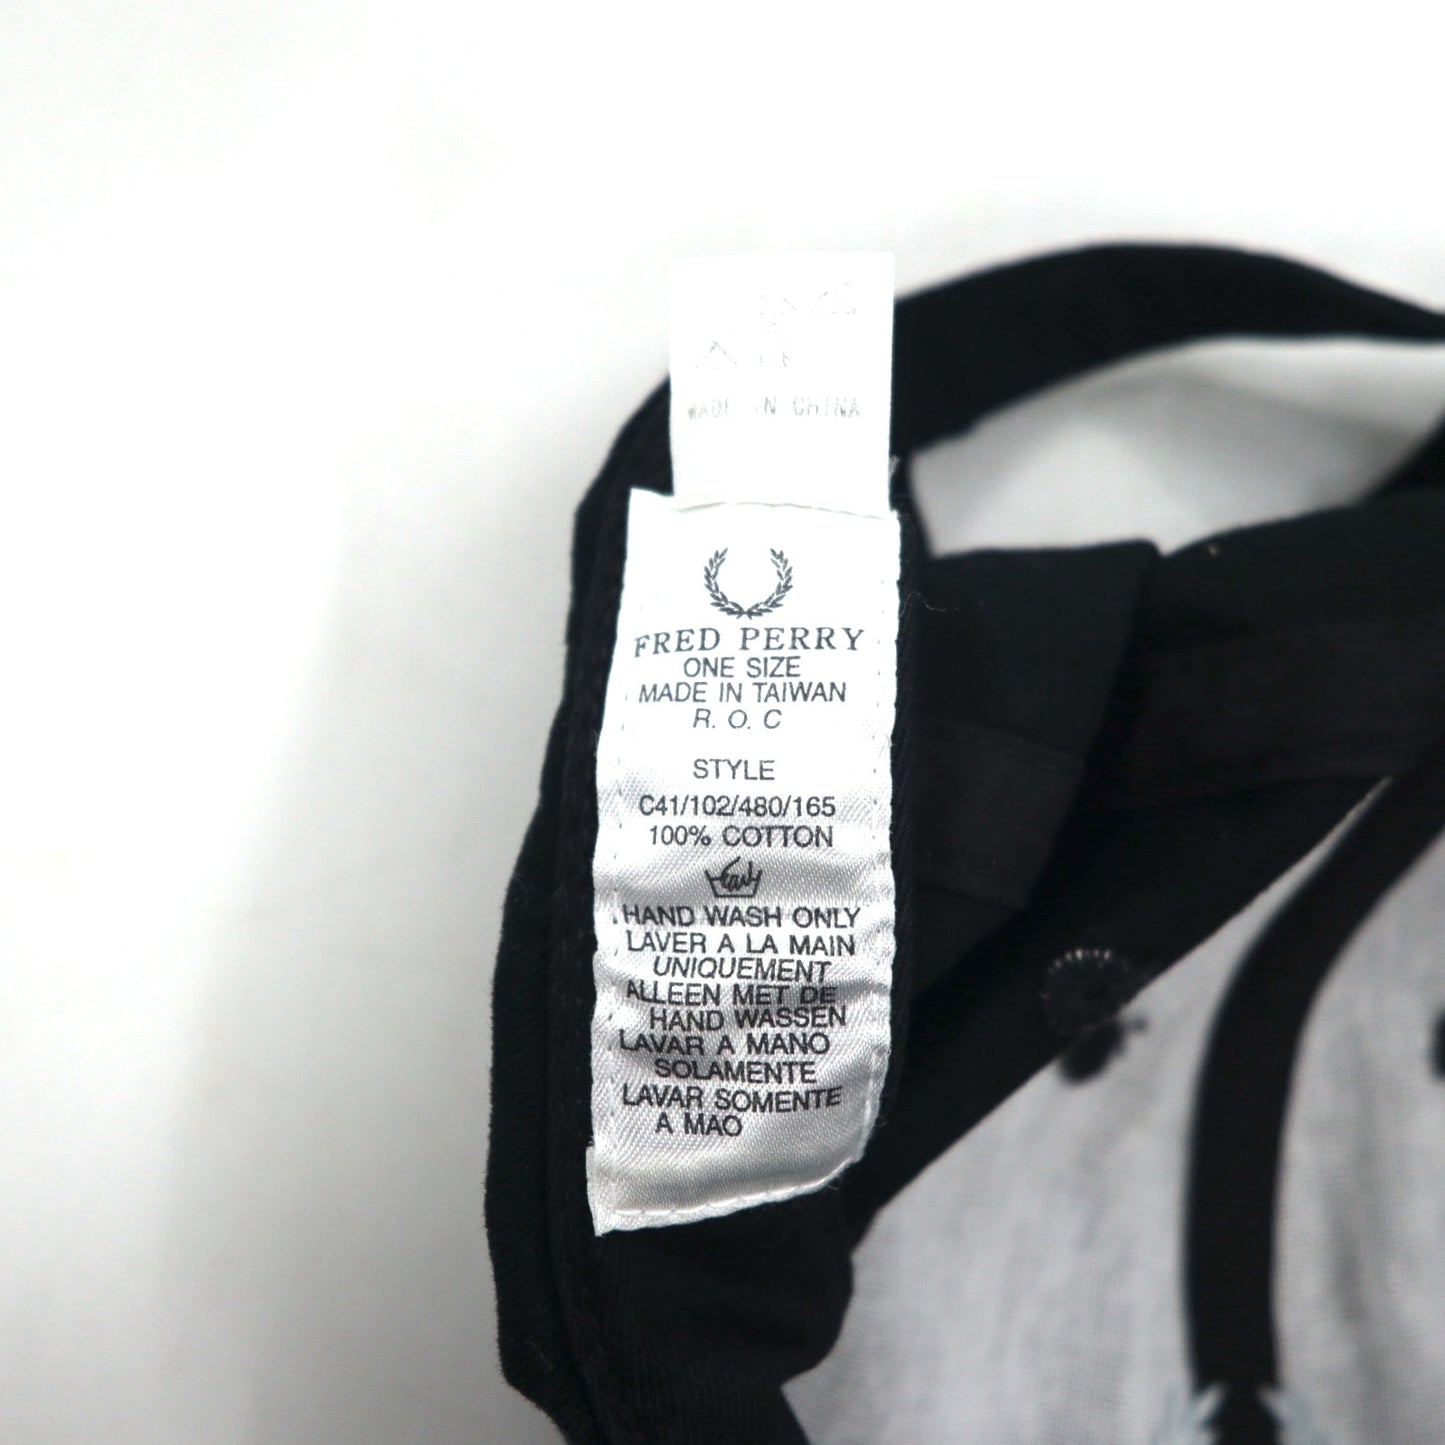 MADE IN CHINA
FRED PERRY
ONE SIZE
MADE IN TAIWAN
R. O. C
STYLE
C41/102/480/165
100% COTTON
HAND WASH ONLY
LAVER A LA MAIN
UNIQUEMENT
ALLEEN MET DE
HAND WASSEN
LAVAR A MANO
SOLAMENTE
LAVAR SOMENTE
A MAO